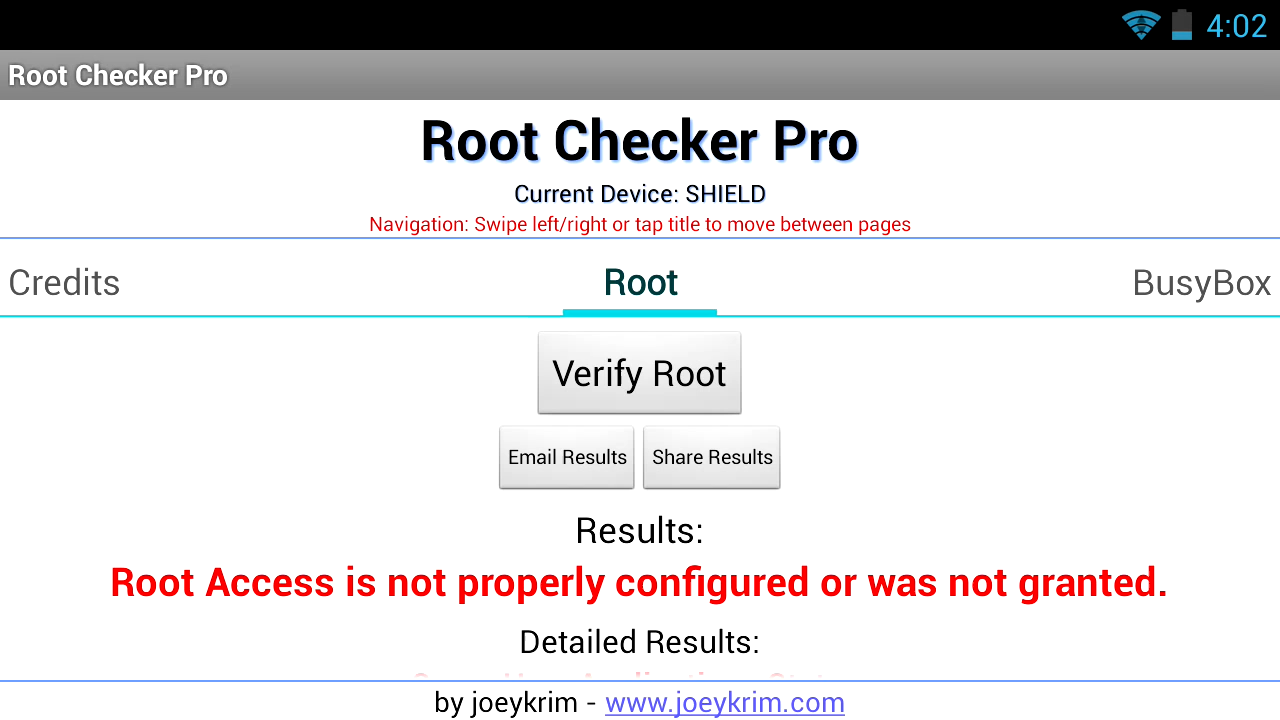 4:02
Root Checker Pro
Root Checker Pro
Current Device: SHIELD
Navigation: Swipe left/right or tap title to move between pages
Credits Root BusyBox
Verify Root
Email Results Share Results
Results:
Root Access is not properly configured or was not granted.
Detailed Results:
by joeykrim - www.joeykrim.com